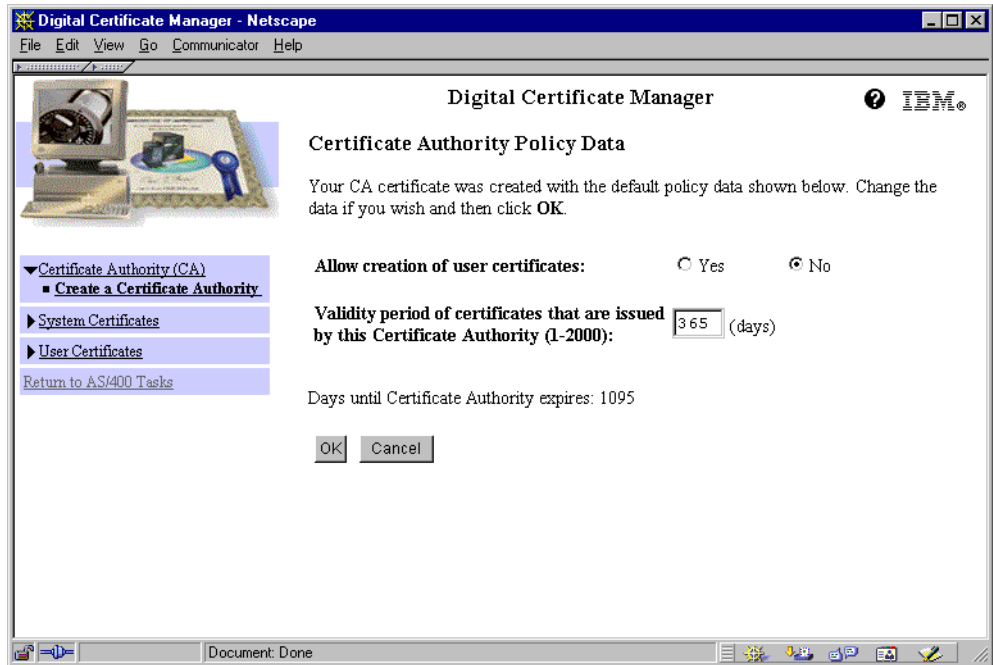 Digital Certificate Manager - Netscape
File Edit View Go Communicator Help
Digital Certificate Manager
IBM®
Certificate Authority Policy Data
Your CA certificate was created with the default policy data shown below. Change the
data if you wish and then click OK.
Certificate Authority (CA)
Create a Certificate Authority
System Certificates
User Certificates
Return to AS/400 Tasks
Allow creation of user certificates: Yes No
Validity period of certificates that are issued
by this Certificate Authority (1-2000): 365 (days)
Days until Certificate Authority expires: 1095
OK Cancel
Document: Done